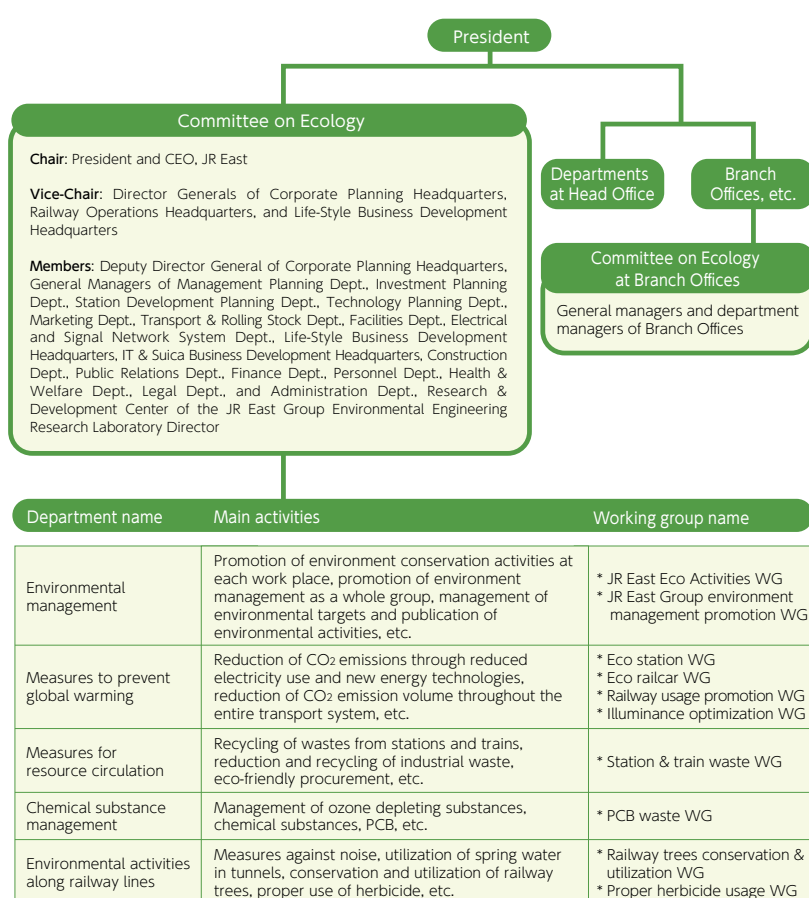 President
Committee on Ecology
Chair: President and CEO, JR East
Vice-Chair: Director Generals of Corporate Planning Headquarters,
Railway Operations Headquarters, and Life-Style Business Development
Headquarters
Members: Deputy Director General of Corporate Planning Headquarters,
General Managers of Management Planning Dept., Investment Planning
Dept., Station Development Planning Dept., Technology Planning Dept.,
Marketing Dept., Transport & Rolling Stock Dept., Facilities Dept., Electrical
and Signal Network System Dept., Life-Style Business Development
Headquarters, IT & Suica Business Development Headquarters, Construction
Dept., Public Relations Dept., Finance Dept., Personnel Dept., Health &
Welfare Dept., Legal Dept., and Administration Dept., Research &
Development Center of the JR East Group Environmental Engineering
Research Laboratory Director
Departments
at Head Office
Branch
Offices, etc.
Committee on Ecology
at Branch Offices
General managers and department
managers of Branch Offices
Department name
Main activities
Working group name
Environmental
management
Promotion of environment conservation activities at
each work place, promotion of environment
management as a whole group, management of
environmental targets and publication of
environmental activities, etc.
* JR East Eco Activities WG
* JR East Group environment
management promotion WG
Measures to prevent
global warming
Reduction of CO2 emissions through reduced
electricity use and new energy technologies,
reduction of CO2 emission volume throughout the
entire transport system, etc.
* Eco station WG
* Eco railcar WG
* Railway usage promotion WG
* Illuminance optimization WG
Measures for
resource circulation
Recycling of wastes from stations and trains,
reduction and recycling of industrial waste,
eco-friendly procurement, etc.
* Station & train waste WG
Chemical substance
management
Management of ozone depleting substances,
chemical substances, PCB, etc.
* PCB waste WG
Environmental activities
along railway lines
Measures against noise, utilization of spring water
in tunnels, conservation and utilization of railway
trees, proper use of herbicide, etc.
* Railway trees conservation &
utilization WG
* Proper herbicide usage WG